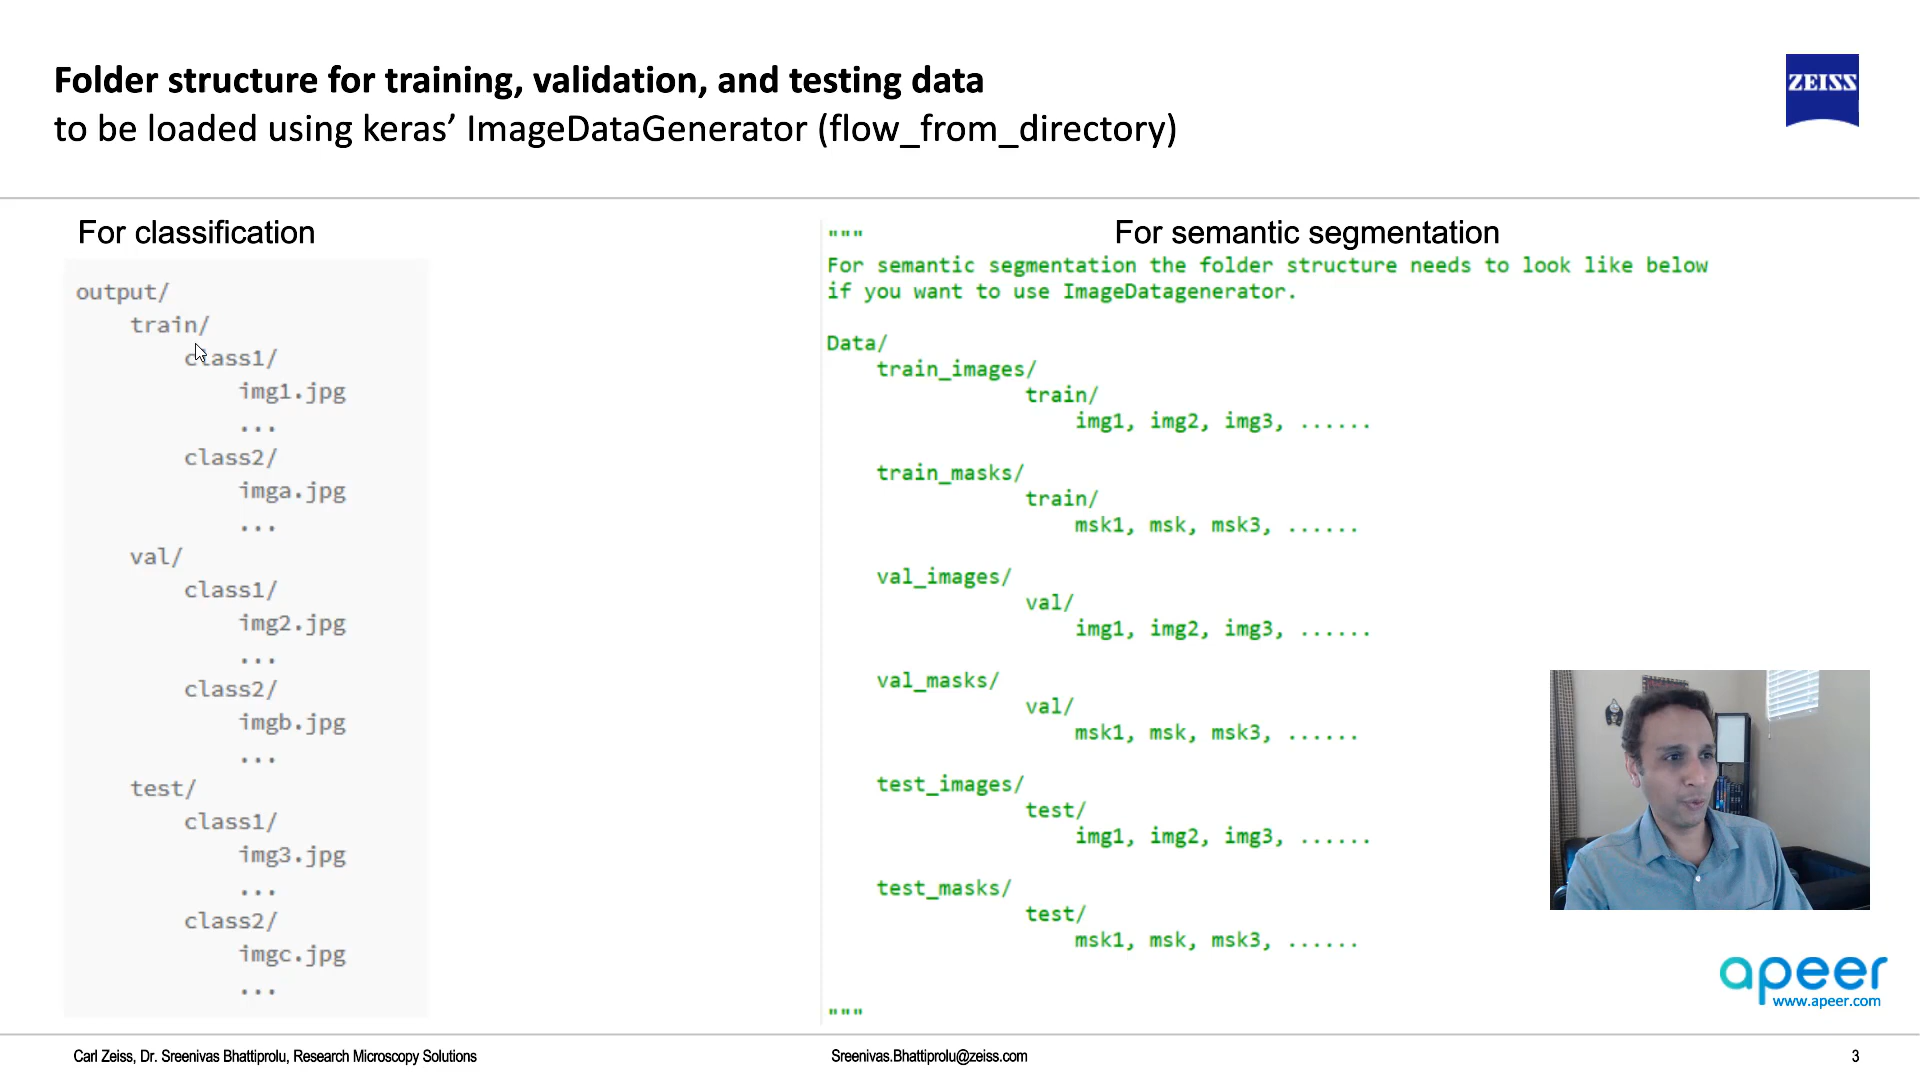 Folder structure for training, validation, and testing data
to be loaded using keras’ ImageDataGenerator (flow_from_directory)
ZEISS
For classification
output/
train/
class1/
img1.jpg
...
class2/
imga.jpg
...
val/
class1/
img2.jpg
...
class2/
imgb.jpg
...
test/
class1/
img3.jpg
...
class2/
imgc.jpg
...
For semantic segmentation
"""
For semantic segmentation the folder structure needs to look like below
if you want to use ImageDatagenerator.
Data/
train_images/
train/
img1, img2, img3, ......
train_masks/
train/
msk1, msk, msk3, ......
val_images/
val/
img1, img2, img3, ......
val_masks/
val/
msk1, msk, msk3, ......
test_images/
test/
img1, img2, img3, ......
test_masks/
test/
msk1, msk, msk3, ......
"""
apeer
www.apeer.com
Carl Zeiss, Dr. Sreenivas Bhattiprolu, Research Microscopy Solutions
Sreenivas.Bhattiprolu@zeiss.com
3